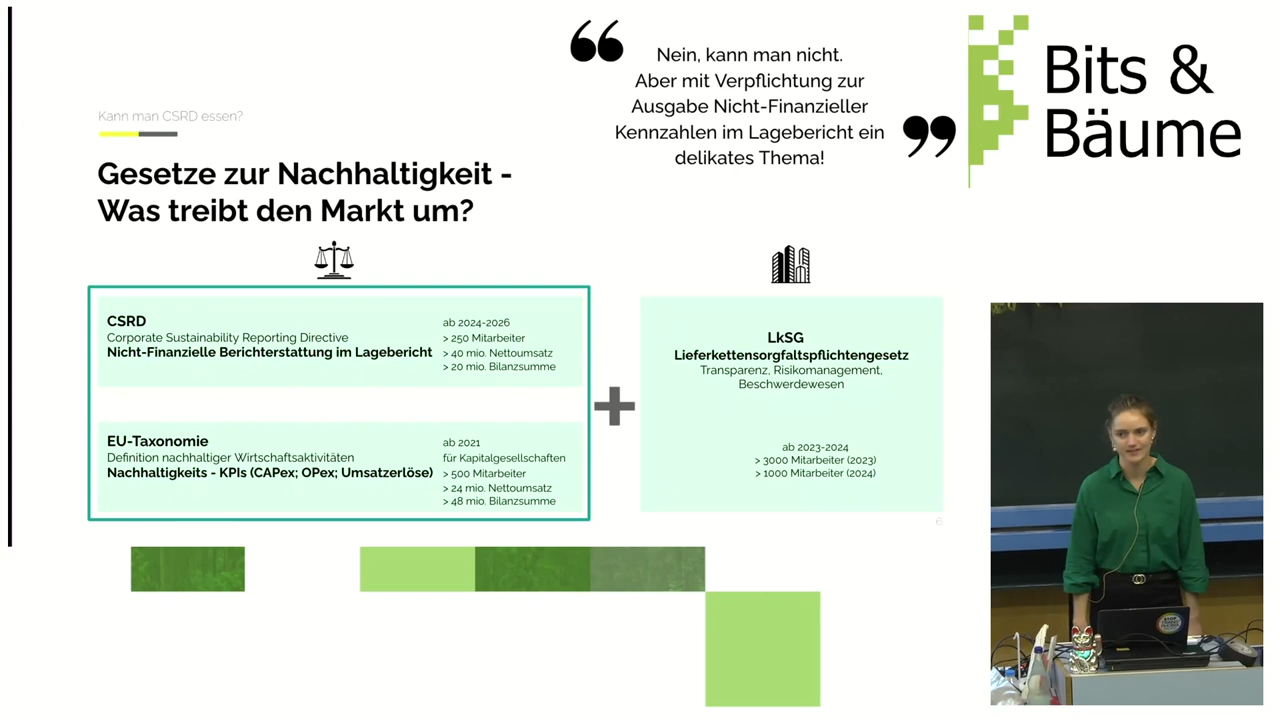 Kann man CSRD essen?
Gesetze zur Nachhaltigkeit -
Was treibt den Markt um?
Nein, kann man nicht.
Aber mit Verpflichtung zur
Ausgabe Nicht-Finanzieller
Kennzahlen im Lagebericht ein
delikates Thema!
Bits &
Bäume
CSRD
Corporate Sustainability Reporting Directive
Nicht-Finanzielle Berichterstattung im Lagebericht
ab 2024-2026
> 250 Mitarbeiter
> 40 mio. Nettoumsatz
> 20 mio. Bilanzsumme
EU-Taxonomie
Definition nachhaltiger Wirtschaftsaktivitäten
Nachhaltigkeits - KPIs (CAPex; OPex; Umsatzerlöse)
ab 2021
für Kapitalgesellschaften
> 500 Mitarbeiter
> 24 mio. Nettoumsatz
> 48 mio. Bilanzsumme
LkSG
Lieferkettensorgfaltspflichtengesetz
Transparenz, Risikomanagement,
Beschwerdewesen
ab 2023-2024
> 3000 Mitarbeiter (2023)
> 1000 Mitarbeiter (2024)
6